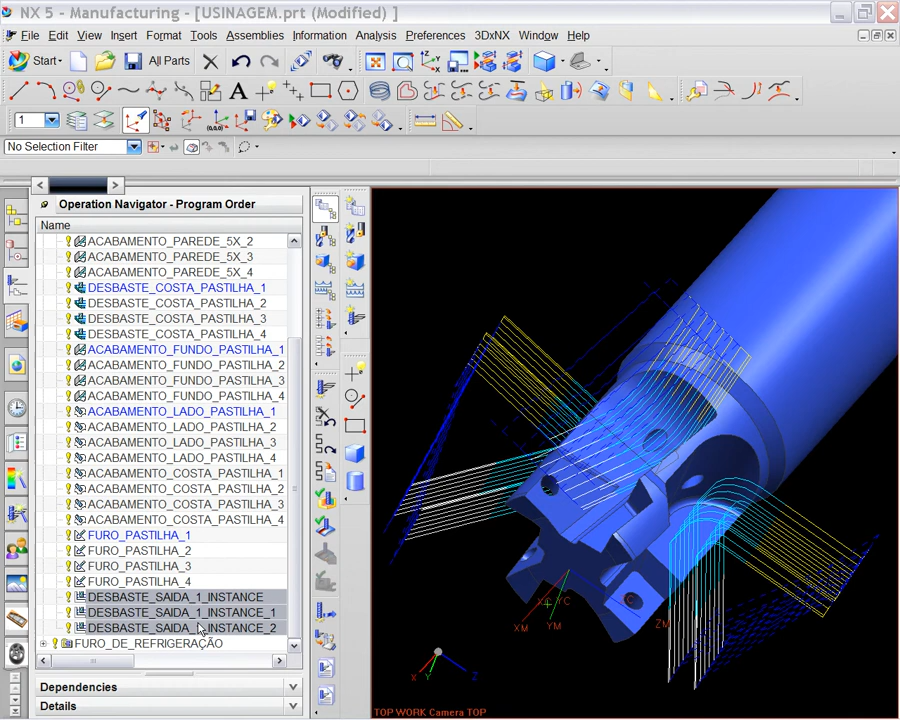 NX 5 - Manufacturing - [USINAGEM.prt (Modified) ]
File Edit View Insert Format Tools Assemblies Information Analysis Preferences 3DxNX Window Help
Start All Parts
A
1
No Selection Filter
Operation Navigator - Program Order
Name
ACABAMENTO_PAREDE_5X_2
ACABAMENTO_PAREDE_5X_3
ACABAMENTO_PAREDE_5X_4
DESBASTE_COSTA_PASTILHA_1
DESBASTE_COSTA_PASTILHA_2
DESBASTE_COSTA_PASTILHA_3
DESBASTE_COSTA_PASTILHA_4
ACABAMENTO_FUNDO_PASTILHA_1
ACABAMENTO_FUNDO_PASTILHA_2
ACABAMENTO_FUNDO_PASTILHA_3
ACABAMENTO_FUNDO_PASTILHA_4
ACABAMENTO_LADO_PASTILHA_1
ACABAMENTO_LADO_PASTILHA_2
ACABAMENTO_LADO_PASTILHA_3
ACABAMENTO_LADO_PASTILHA_4
ACABAMENTO_COSTA_PASTILHA_1
ACABAMENTO_COSTA_PASTILHA_2
ACABAMENTO_COSTA_PASTILHA_3
ACABAMENTO_COSTA_PASTILHA_4
FURO_PASTILHA_1
FURO_PASTILHA_2
FURO_PASTILHA_3
FURO_PASTILHA_4
DESBASTE_SAIDA_1_INSTANCE
DESBASTE_SAIDA_1_INSTANCE_1
DESBASTE_SAIDA_1_INSTANCE_2
FURO_DE_REFRIGERAÇÃO
Dependencies
Details
XC YC
XM YM ZM
X Y Z
TOP WORK Camera TOP